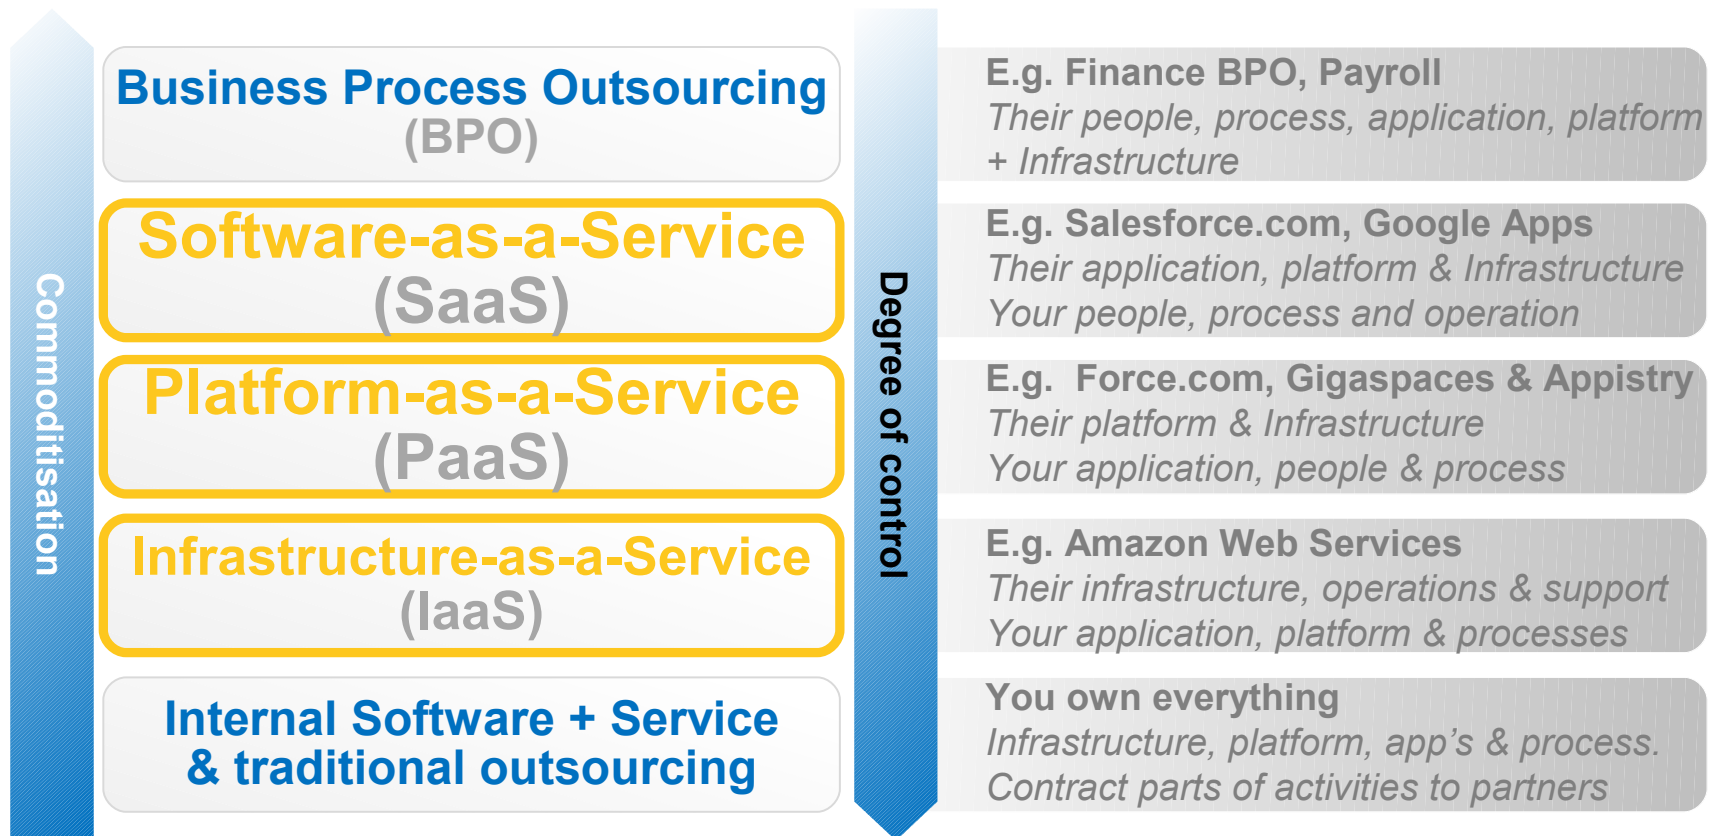 Commodisation
Business Process Outsourcing
(BPO)
Software-as-a-Service
(SaaS)
Platform-as-a-Service
(PaaS)
Infrastructure-as-a-Service
(IaaS)
Internal Software + Service
& traditional outsourcing
Degree of control
E.g. Finance BPO, Payroll
Their people, process, application, platform
+ Infrastructure
E.g. Salesforce.com, Google Apps
Their application, platform & Infrastructure
Your people, process and operation
E.g. Force.com, Gigaspaces & Appistry
Their platform & Infrastructure
Your application, people & process
E.g. Amazon Web Services
Their infrastructure, operations & support
Your application, platform & processes
You own everything
Infrastructure, platform, app's & process.
Contract parts of activities to partners